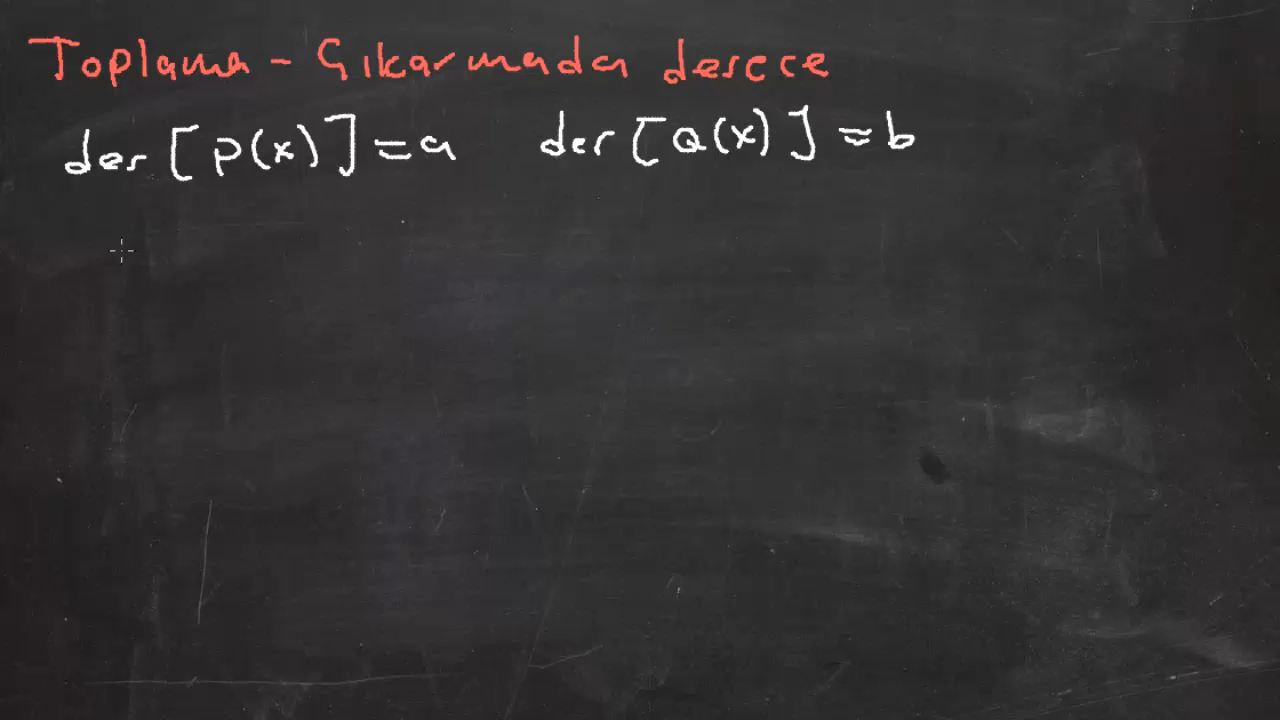 Toplama - Çıkarmada derece
der [P(x)] = a der [Q(x)] = b